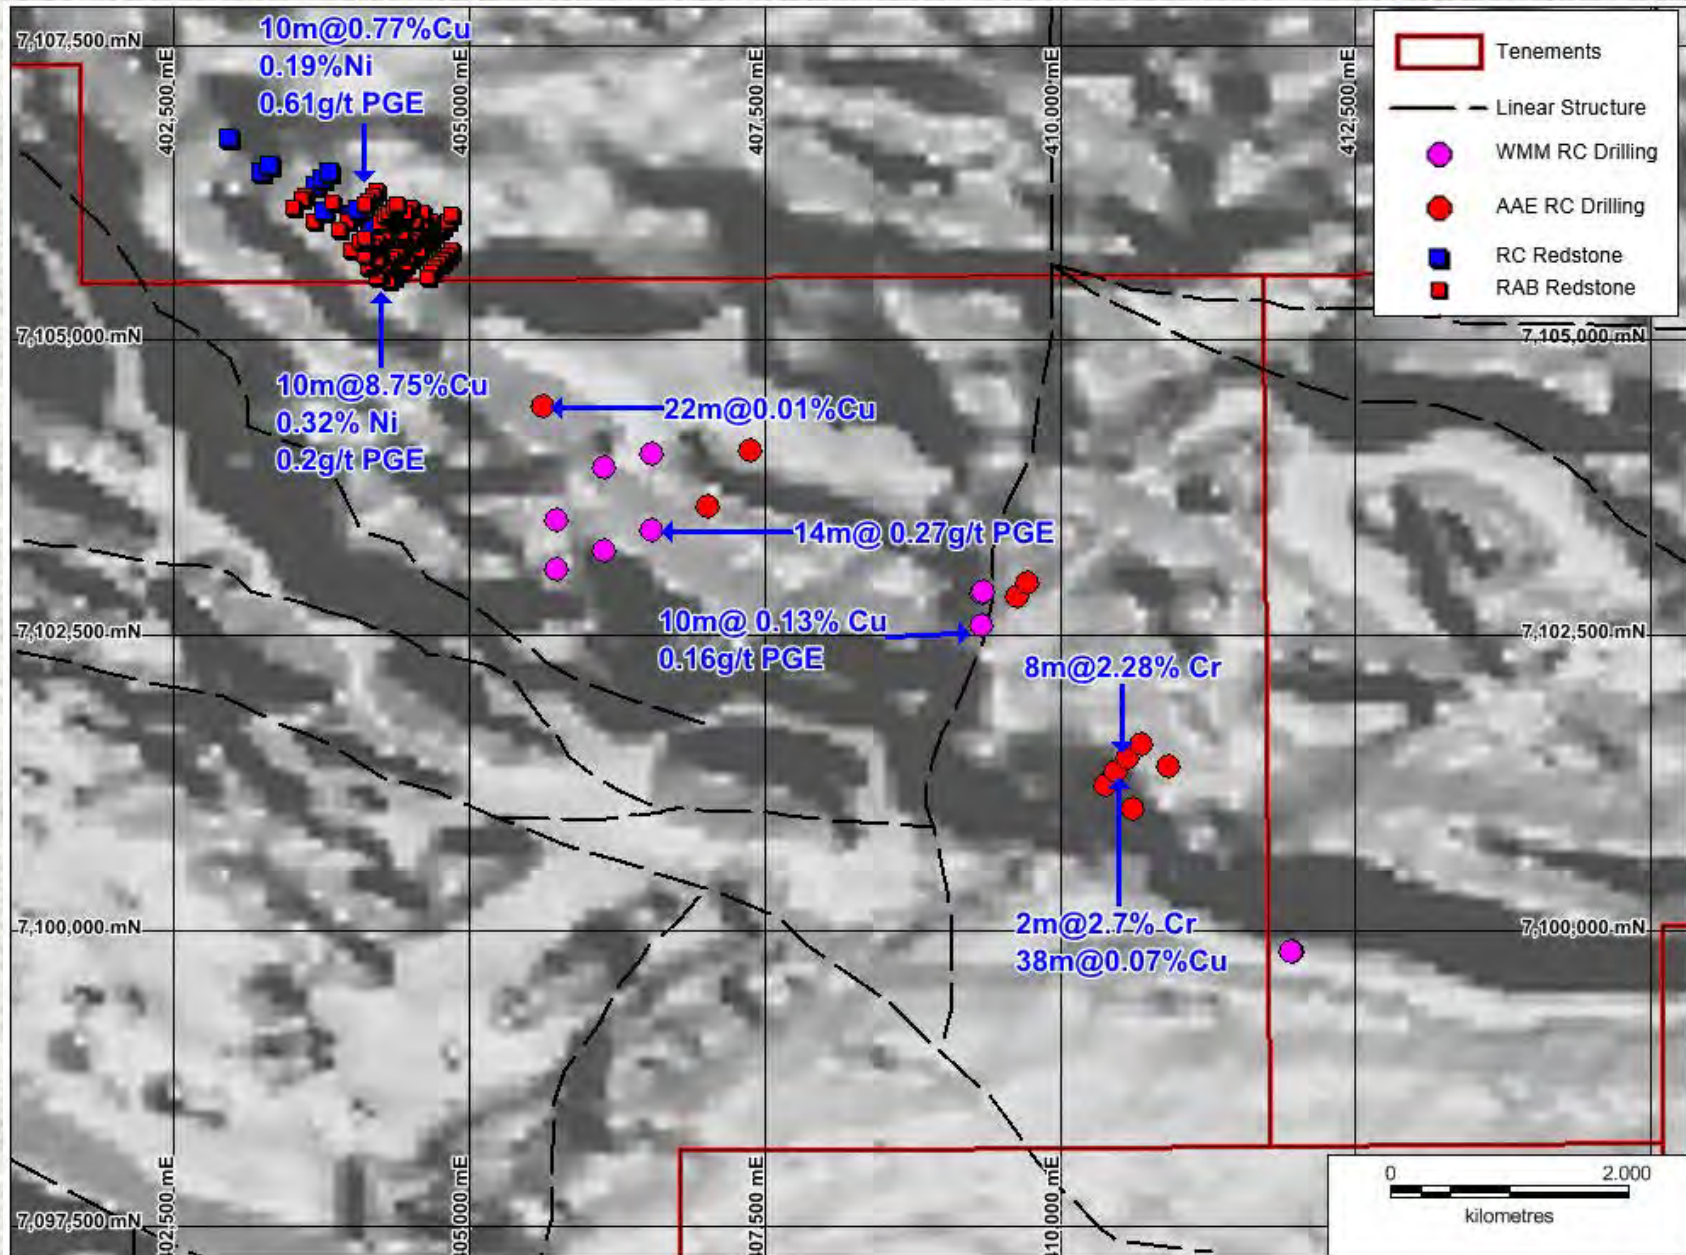 10m@0.77%Cu
0.19%Ni
0.61g/t PGE
7,107,500 mN
402,500 mE
405,000 mE
407,500 mE
410,000 mE
412,500 mE
Tenements
Linear Structure
WMM RC Drilling
AAE RC Drilling
RC Redstone
RAB Redstone
7,105,000 mN
7,105,000 mN
10m@8.75%Cu
0.32% Ni
0.2g/t PGE
22m@0.01%Cu
14m@ 0.27g/t PGE
10m@ 0.13% Cu
0.16g/t PGE
7,102,500 mN
7,102,500 mN
8m@2.28% Cr
2m@2.7% Cr
38m@0.07%Cu
7,100,000 mN
7,100,000 mN
7,097,500 mN
402,500 mE
405,000 mE
407,500 mE
410,000 mE
0 2.000
kilometres